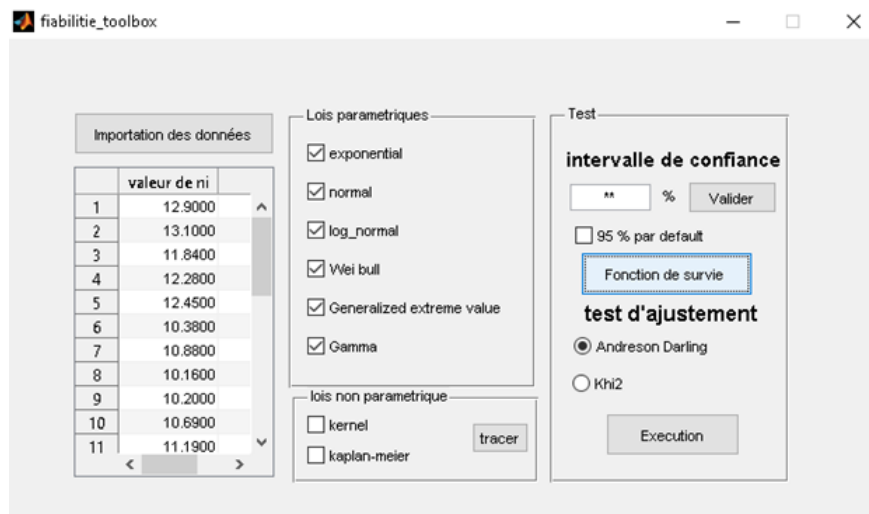 fiabilitie_toolbox
Importation des données
valeur de ni
1 12.9000
2 13.1000
3 11.8400
4 12.2800
5 12.4500
6 10.3800
7 10.8800
8 10.1600
9 10.2000
10 10.6900
11 11.1900
Lois parametriques
exponential
normal
log_normal
Wei bull
Generalized extreme value
Gamma
lois non parametrique
kernel
kaplan-meier
tracer
Test
intervalle de confiance
** % Valider
95 % par default
Fonction de survie
test d'ajustement
Andreson Darling
Khi2
Execution